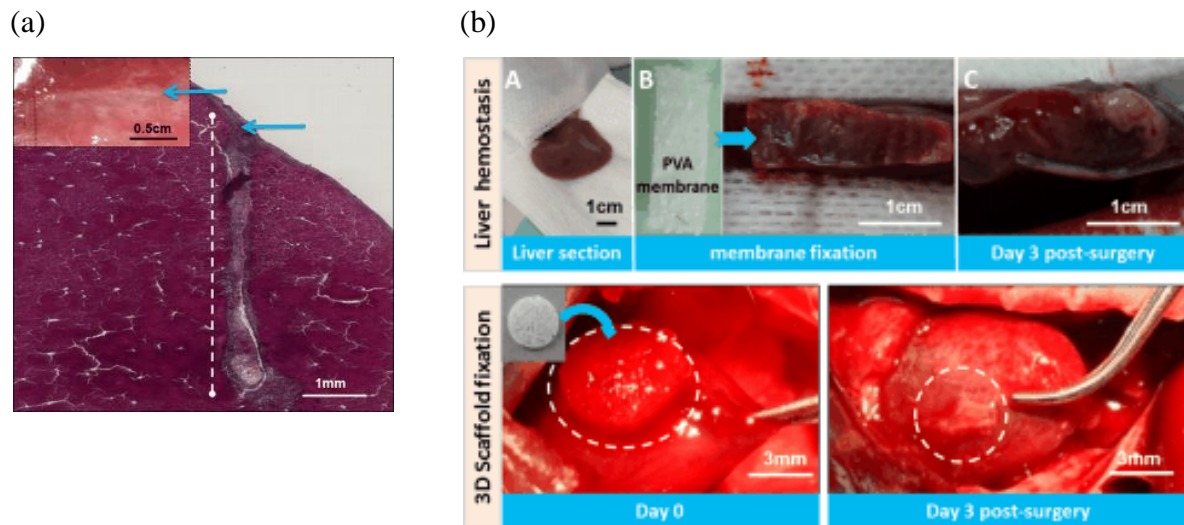 (a)
(b)
0.5cm
1mm
Liver hemostasis
A
B
C
PVA
membrane
1cm
1cm
1cm
Liver section
membrane fixation
Day 3 post-surgery
3D Scaffold fixation
3mm
3mm
Day 0
Day 3 post-surgery